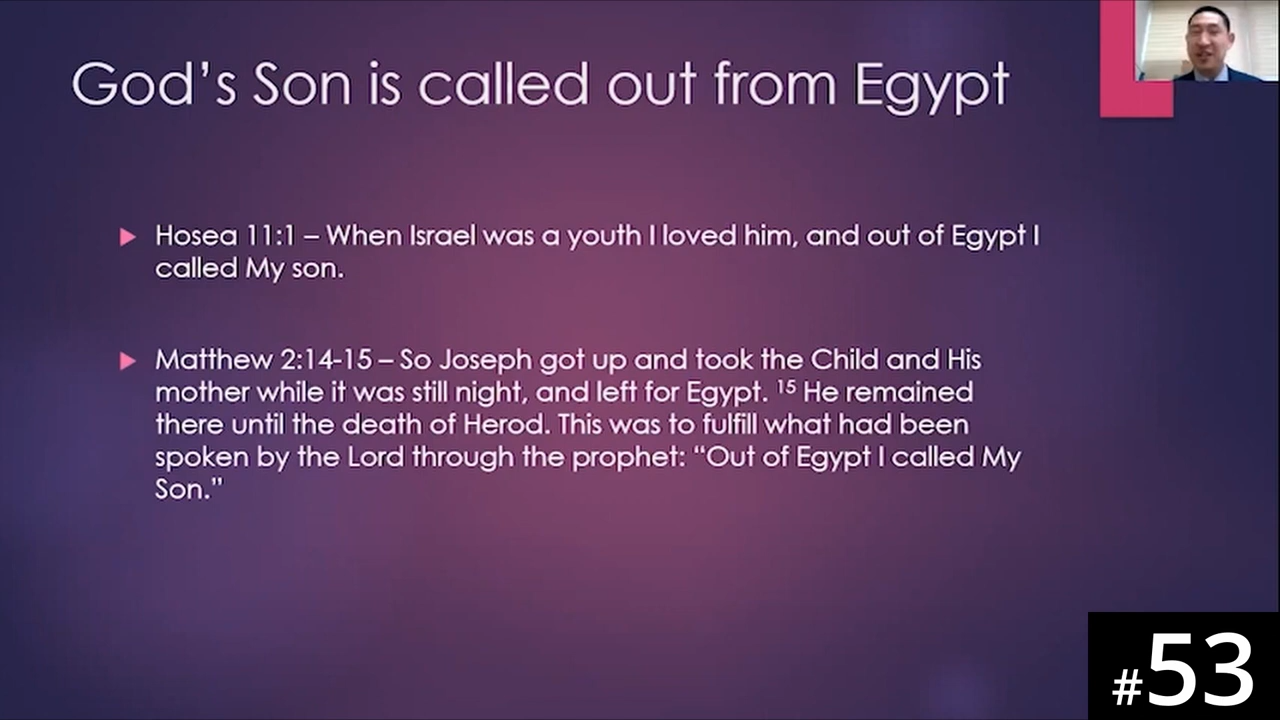 God’s Son is called out from Egypt
Hosea 11:1 – When Israel was a youth I loved him, and out of Egypt I
called My son.
Matthew 2:14-15 – So Joseph got up and took the Child and His
mother while it was still night, and left for Egypt. ¹⁵ He remained
there until the death of Herod. This was to fulfill what had been
spoken by the Lord through the prophet: “Out of Egypt I called My
Son.”
#53